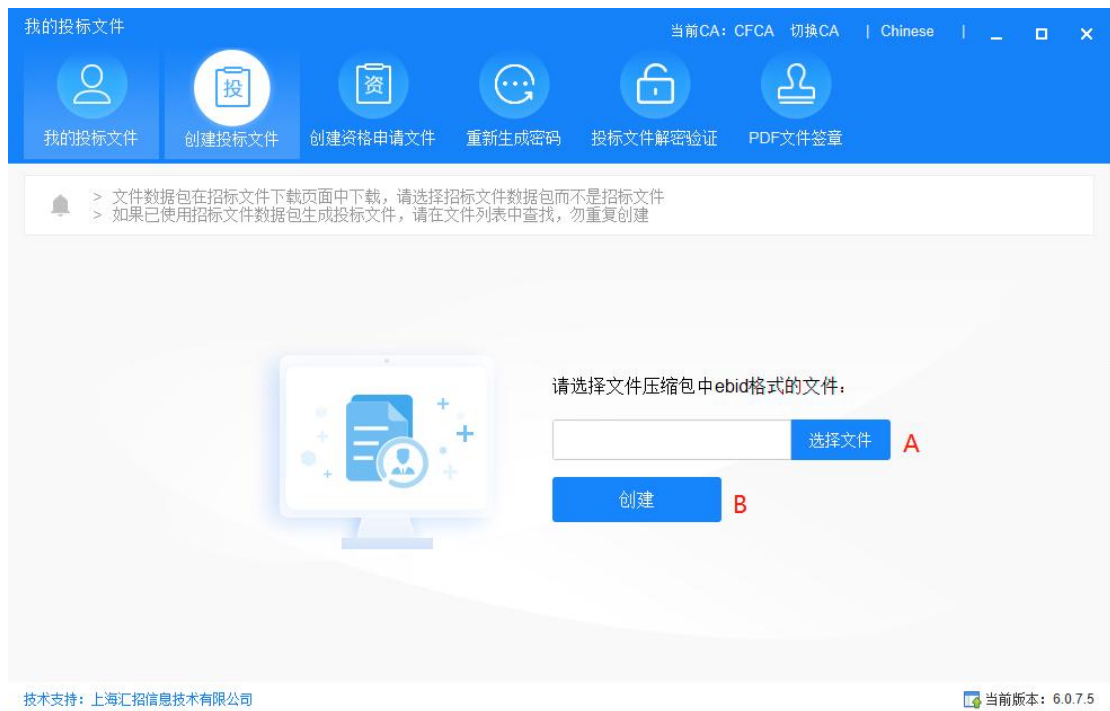 我的投标文件
当前CA：CFCA 切换CA | Chinese |
投
资
我的投标文件 创建投标文件 创建资格申请文件 重新生成密码 投标文件解密验证 PDF文件签章
> 文件数据包在招标文件下载页面中下载，请选择招标文件数据包而不是招标文件
> 如果已使用招标文件数据包生成投标文件，请在文件列表中查找，勿重复创建
请选择文件压缩包中ebid格式的文件：
选择文件 A
创建 B
技术支持：上海汇招信息技术有限公司 当前版本：6.0.7.5